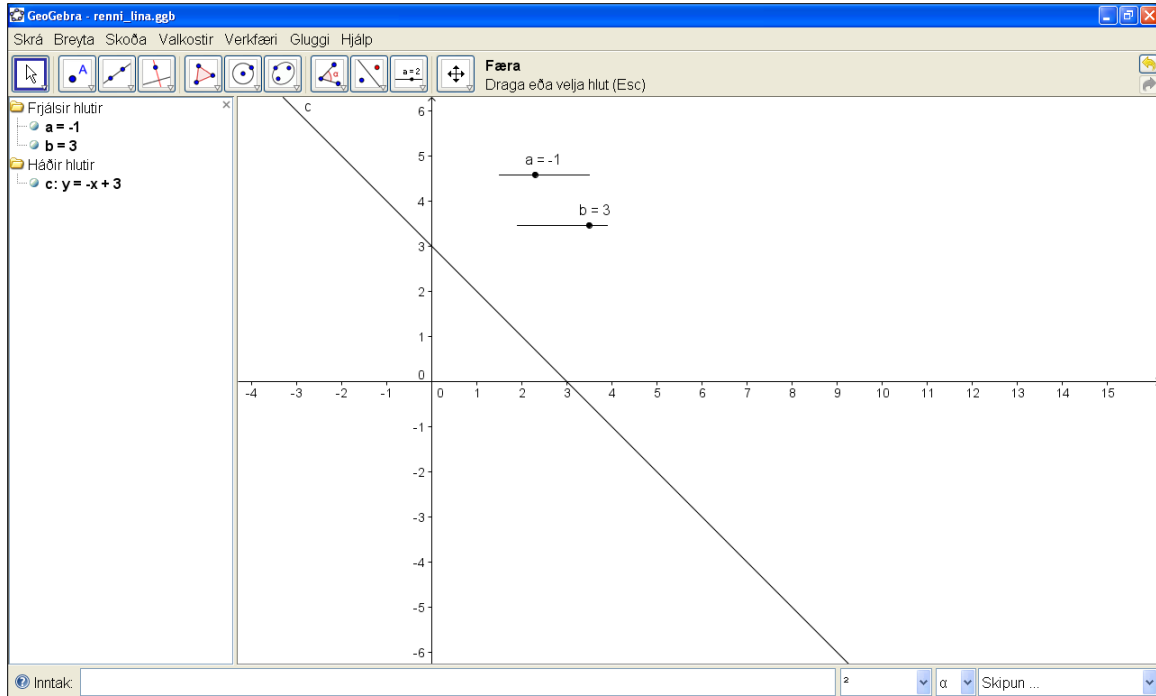 GeoGebra - renni_lina.ggb
Skrá Breyta Skoða Valkostir Verkfæri Gluggi Hjálp
A α a=2
Færa
Draga eða velja hlut (Esc)
Frjálsir hlutir
a = -1
b = 3
Háðir hlutir
c: y = -x + 3
c
a = -1
b = 3
6
5
4
3
2
1
0
-1
-2
-3
-4
-5
-6
-4 -3 -2 -1 0 1 2 3 4 5 6 7 8 9 10 11 12 13 14 15
Inntak: ² α Skipun ...